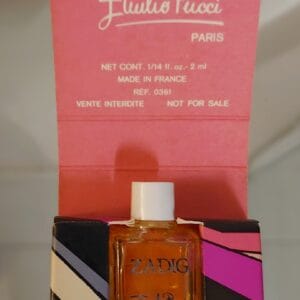 Emilio Pucci
PARIS
NET CONT. 1/14 fl. oz - 2 ml
MADE IN FRANCE
RÉF. 0361
VENTE INTERDITE NOT FOR SALE
ZADIG